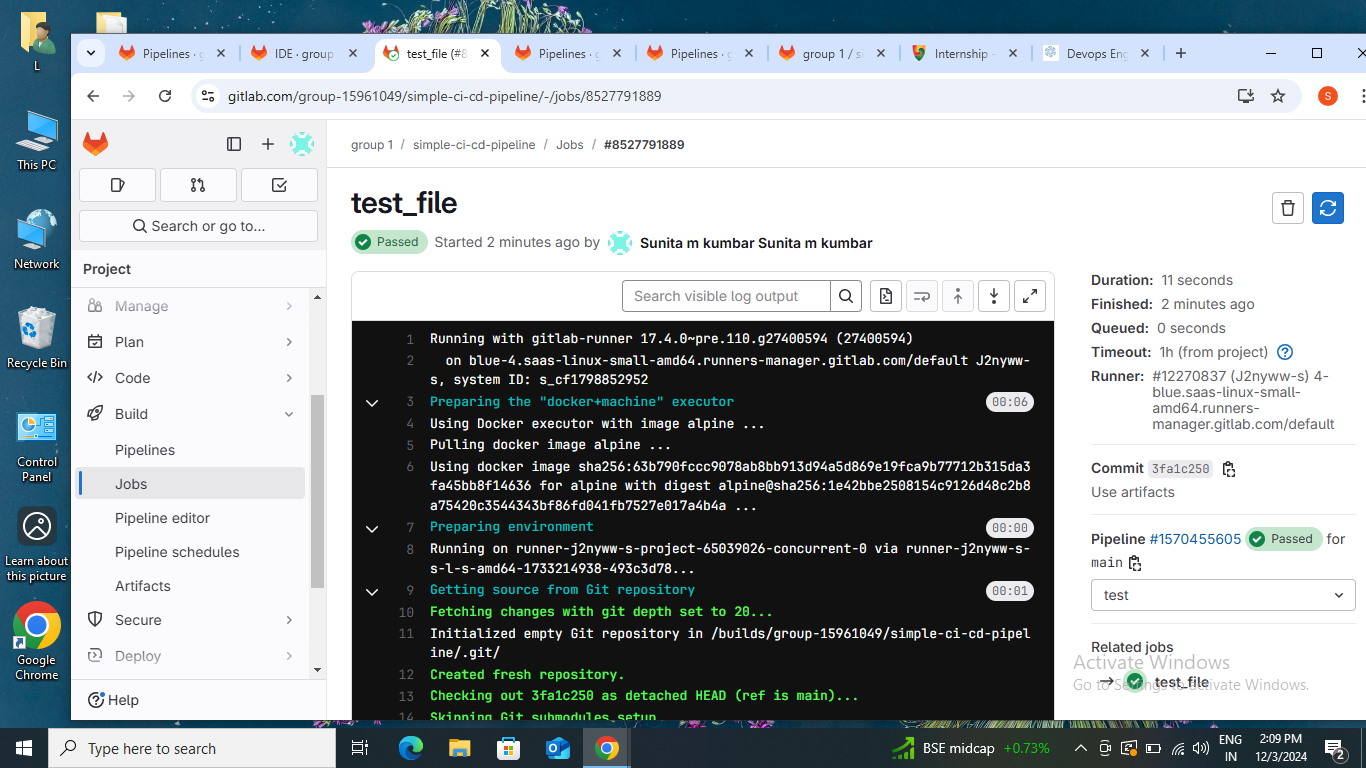 L
This PC
Network
Recycle Bin
Control
Panel
Learn about
this picture
Google
Chrome
Pipelines · g
IDE · group
test_file (#8
Pipelines · g
Pipelines · g
group 1 / s
Internship -
Devops Eng
gitlab.com/group-15961049/simple-ci-cd-pipeline/-/jobs/8527791889
S
Search or go to...
Project
Manage
Plan
Code
Build
Pipelines
Jobs
Pipeline editor
Pipeline schedules
Artifacts
Secure
Deploy
Help
group 1 / simple-ci-cd-pipeline / Jobs / #8527791889
test_file
Passed Started 2 minutes ago by Sunita m kumbar Sunita m kumbar
Search visible log output
1 Running with gitlab-runner 17.4.0~pre.110.g27400594 (27400594)
2 on blue-4.saas-linux-small-amd64.runners-manager.gitlab.com/default J2nyww-
s, system ID: s_cf1798852952
3 Preparing the "docker+machine" executor 00:06
4 Using Docker executor with image alpine ...
5 Pulling docker image alpine ...
6 Using docker image sha256:63b790fccc9078ab8bb913d94a5d869e19fca9b77712b315da3
fa45bb8f14636 for alpine with digest alpine@sha256:1e42bbe2508154c9126d48c2b8
a75420c3544343bf86fd041fb7527e017a4b4a ...
7 Preparing environment 00:00
8 Running on runner-j2nyww-s-project-65039026-concurrent-0 via runner-j2nyww-s-
s-l-s-amd64-1733214938-493c3d78...
9 Getting source from Git repository 00:01
10 Fetching changes with git depth set to 20...
11 Initialized empty Git repository in /builds/group-15961049/simple-ci-cd-pipel
ine/.git/
12 Created fresh repository.
13 Checking out 3fa1c250 as detached HEAD (ref is main)...
14 Skipping Git submodules setup
Duration: 11 seconds
Finished: 2 minutes ago
Queued: 0 seconds
Timeout: 1h (from project)
Runner: #12270837 (J2nyww-s) 4-
blue.saas-linux-small-
amd64.runners-
manager.gitlab.com/default
Commit 3fa1c250
Use artifacts
Pipeline #1570455605 Passed for
main
test
Related jobs
test_file
Activate Windows
Go to Settings to activate Windows.
Type here to search
BSE midcap +0.73%
ENG
IN
2:09 PM
12/3/2024
2